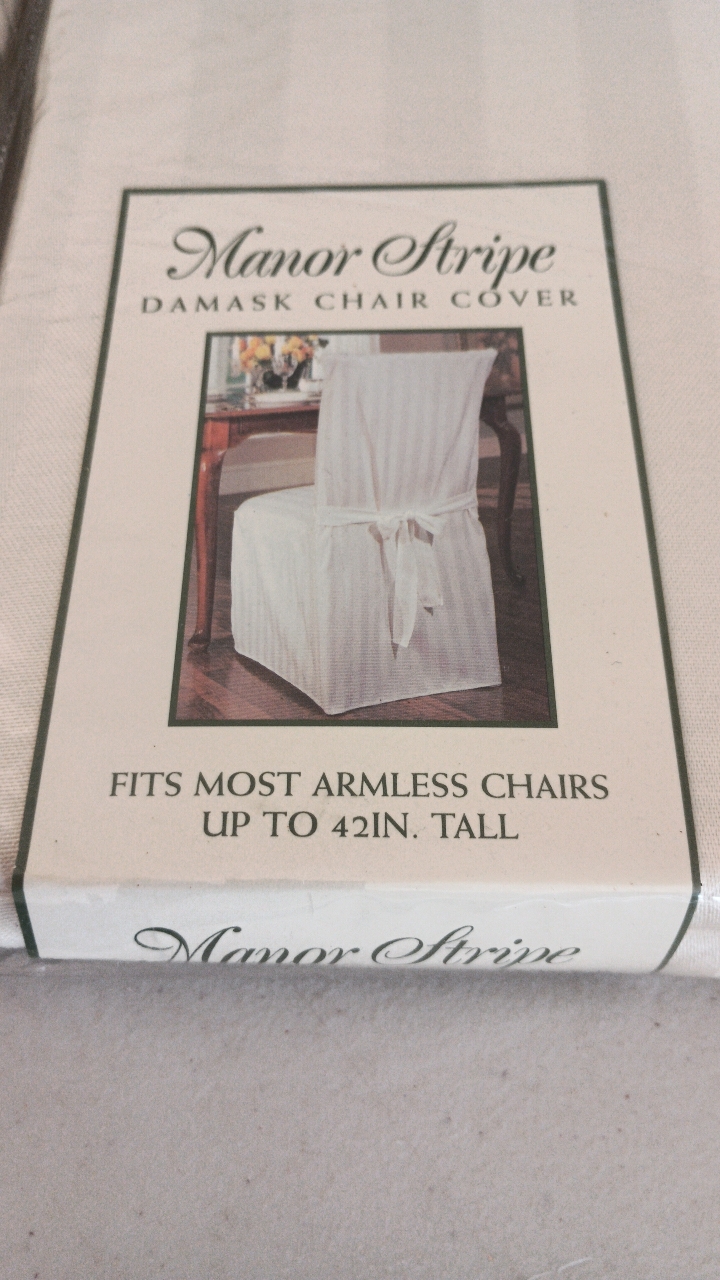 Manor Stripe
DAMASK CHAIR COVER
FITS MOST ARMLESS CHAIRS
UP TO 42IN. TALL
Manor Stripe